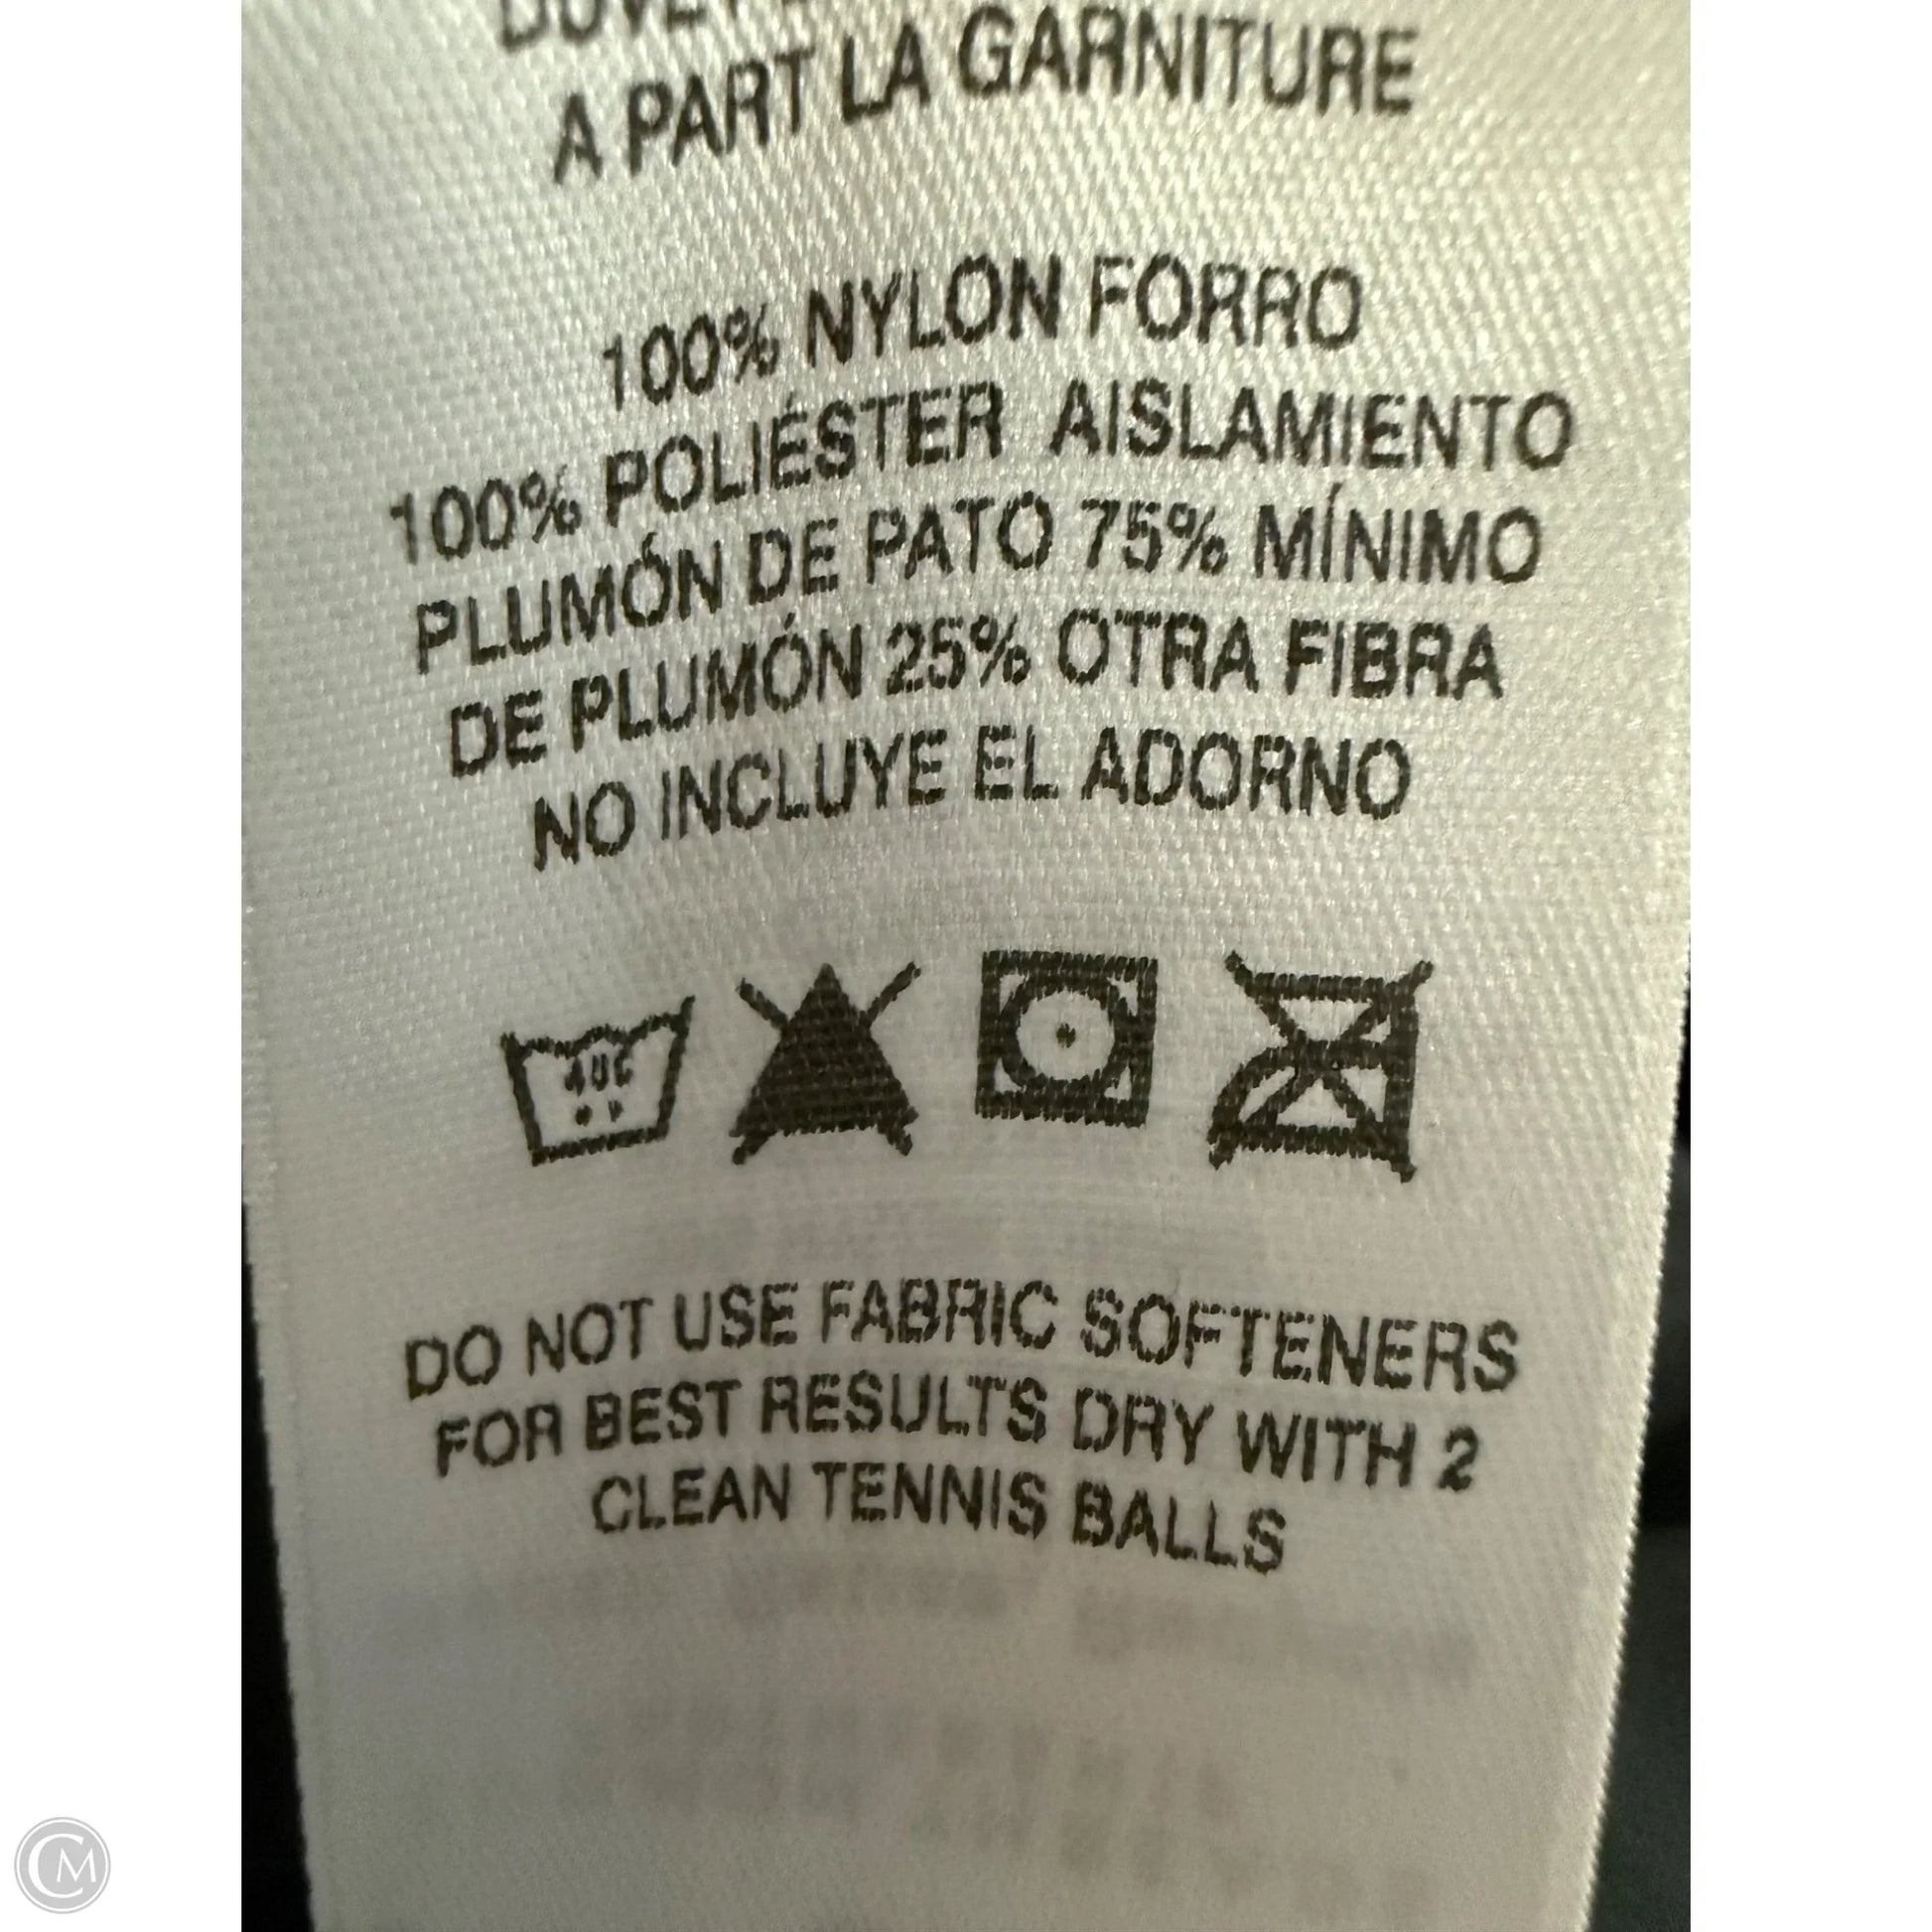 A PART LA GARNITURE
100% NYLON FORRO
100% POLIÉSTER AISLAMIENTO
PLUMÓN DE PATO 75% MÍNIMO
DE PLUMÓN 25% OTRA FIBRA
NO INCLUYE EL ADORNO
DO NOT USE FABRIC SOFTENERS
FOR BEST RESULTS DRY WITH 2
CLEAN TENNIS BALLS
CM